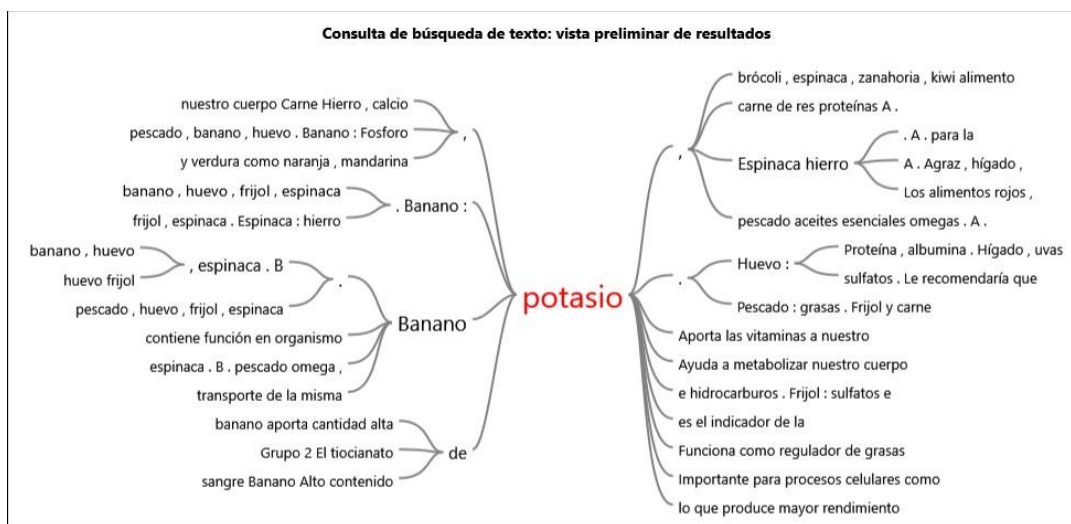 Consulta de búsqueda de texto: vista preliminar de resultados
nuestro cuerpo Carne Hierro , calcio
pescado , banano , huevo . Banano : Fosforo
y verdura como naranja , mandarina
,
banano , huevo , frijol , espinaca
frijol , espinaca . Espinaca : hierro
. Banano :
banano , huevo
huevo frijol
, espinaca . B
pescado , huevo , frijol , espinaca
.
contiene función en organismo
espinaca . B . pescado omega ,
transporte de la misma
Banano
banano aporta cantidad alta
Grupo 2 El tiocianato
sangre Banano Alto contenido
de
potasio
,
brócoli , espinaca , zanahoria , kiwi alimento
carne de res proteínas A .
Espinaca hierro
. A . para la
A . Agraz , hígado ,
Los alimentos rojos ,
pescado aceites esenciales omegas . A .
.
Huevo :
Proteína , albumina . Hígado , uvas
sulfatos . Le recomendaría que
Pescado : grasas . Frijol y carne
Aporta las vitaminas a nuestro
Ayuda a metabolizar nuestro cuerpo
e hidrocarburos . Frijol : sulfatos e
es el indicador de la
Funciona como regulador de grasas
Importante para procesos celulares como
lo que produce mayor rendimiento